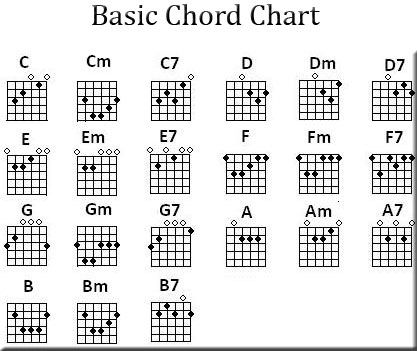 Basic Chord Chart
C Cm C7 D Dm D7
E Em E7 F Fm F7
G Gm G7 A Am A7
B Bm B7